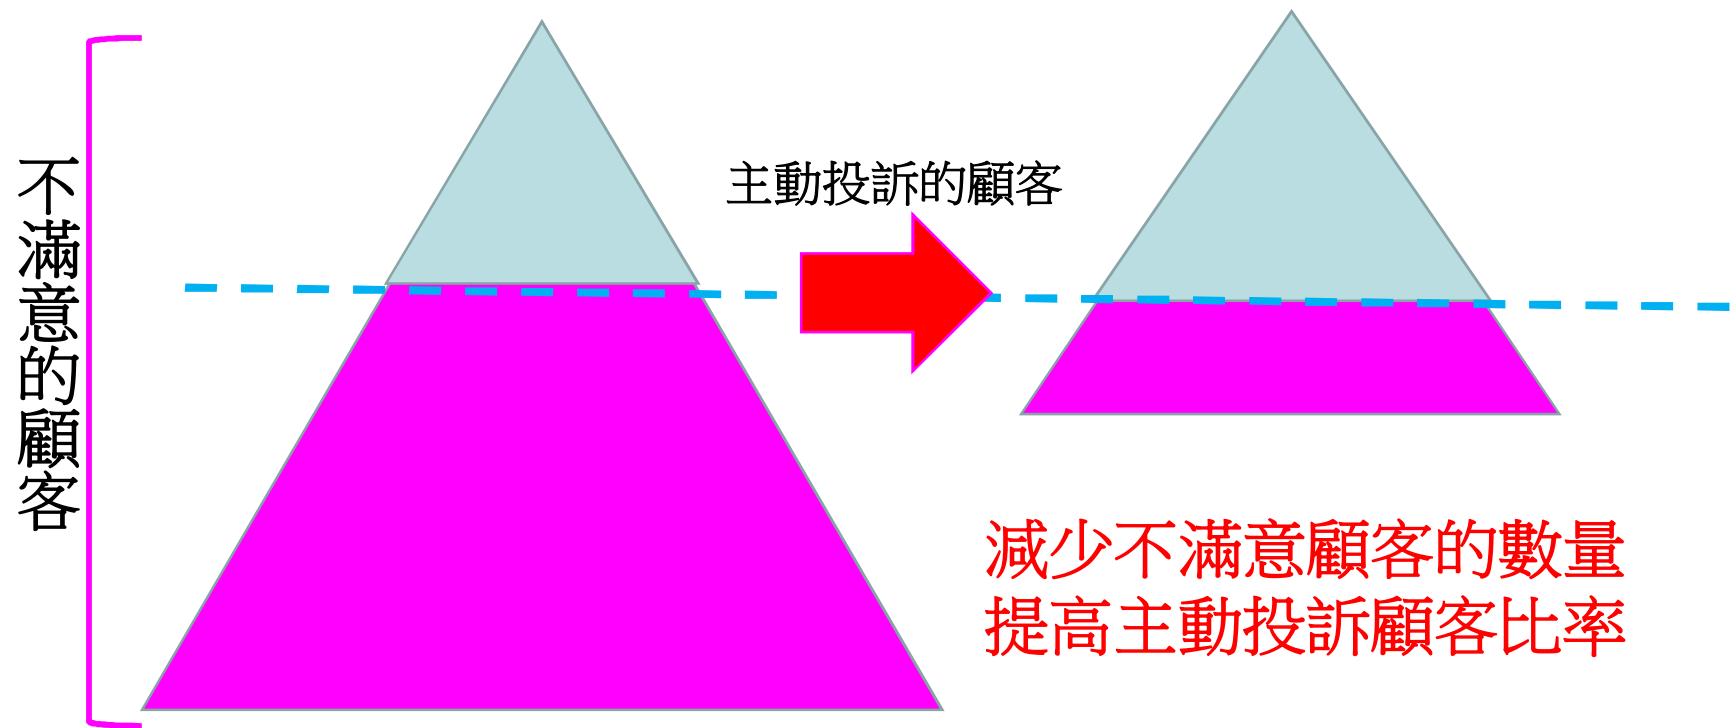 不滿意的顧客
主動投訴的顧客
減少不滿意顧客的數量
提高主動投訴顧客比率